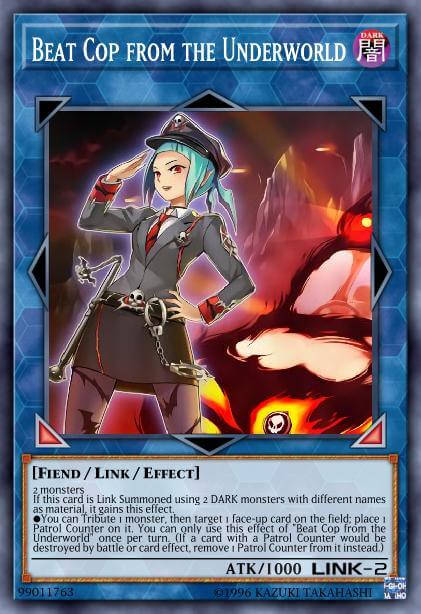 BEAT COP FROM THE UNDERWORLD
DARK
闇
[FIEND / LINK / EFFECT]
2 monsters
If this card is Link Summoned using 2 DARK monsters with different names
as material, it gains this effect.
●You can Tribute 1 monster, then target 1 face-up card on the field; place 1
Patrol Counter on it. You can only use this effect of "Beat Cop from the
Underworld" once per turn. (If a card with a Patrol Counter would be
destroyed by battle or card effect, remove 1 Patrol Counter from it instead.)
ATK/1000 LINK-2
99011763 ©1996 KAZUKI TAKAHASHI